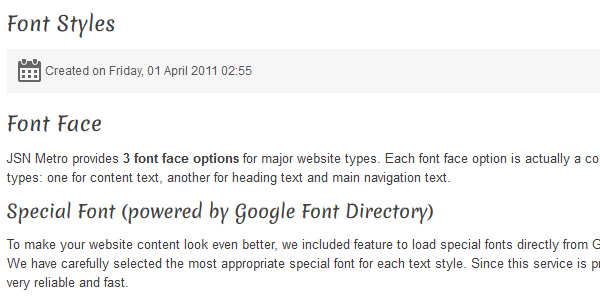 Font Styles
Created on Friday, 01 April 2011 02:55
Font Face
JSN Metro provides 3 font face options for major website types. Each font face option is actually a co
types: one for content text, another for heading text and main navigation text.
Special Font (powered by Google Font Directory)
To make your website content look even better, we included feature to load special fonts directly from G
We have carefully selected the most appropriate special font for each text style. Since this service is pr
very reliable and fast.